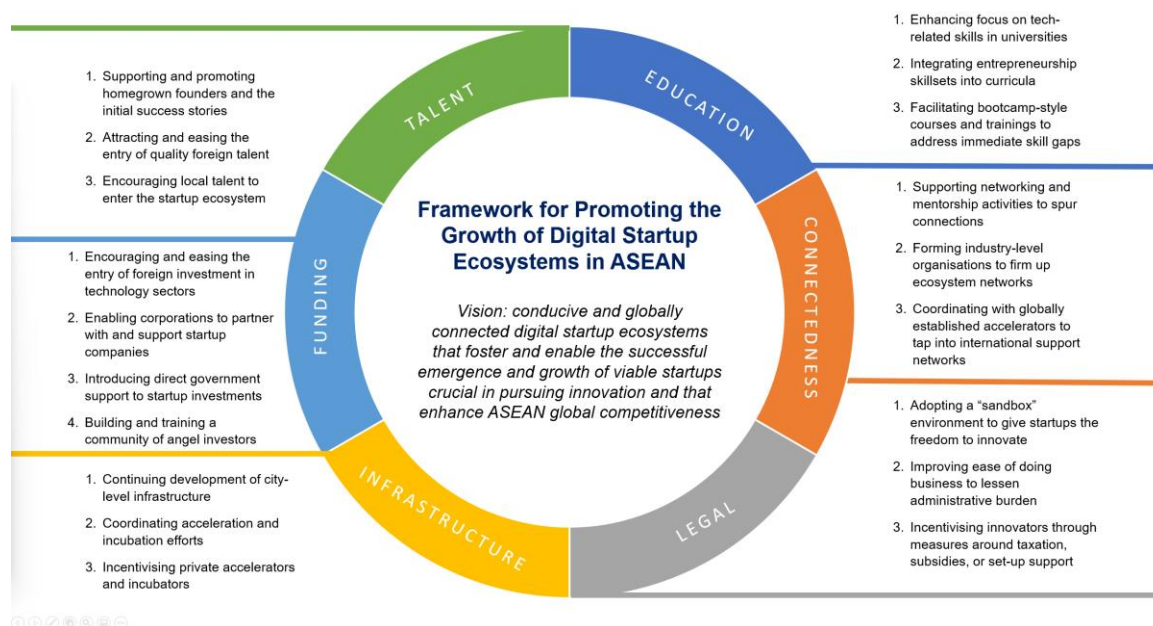 TALENT
1. Supporting and promoting
homegrown founders and the
initial success stories
2. Attracting and easing the
entry of quality foreign talent
3. Encouraging local talent to
enter the startup ecosystem
FUNDING
1. Encouraging and easing the
entry of foreign investment in
technology sectors
2. Enabling corporations to partner
with and support startup
companies
3. Introducing direct government
support to startup investments
4. Building and training a
community of angel investors
INFRASTRUCTURE
1. Continuing development of city-
level infrastructure
2. Coordinating acceleration and
incubation efforts
3. Incentivising private accelerators
and incubators
Framework for Promoting the
Growth of Digital Startup
Ecosystems in ASEAN
Vision: conducive and globally
connected digital startup ecosystems
that foster and enable the successful
emergence and growth of viable startups
crucial in pursuing innovation and that
enhance ASEAN global competitiveness
EDUCATION
1. Enhancing focus on tech-
related skills in universities
2. Integrating entrepreneurship
skillsets into curricula
3. Facilitating bootcamp-style
courses and trainings to
address immediate skill gaps
CONNECTEDNESS
1. Supporting networking and
mentorship activities to spur
connections
2. Forming industry-level
organisations to firm up
ecosystem networks
3. Coordinating with globally
established accelerators to
tap into international support
networks
LEGAL
1. Adopting a “sandbox”
environment to give startups the
freedom to innovate
2. Improving ease of doing
business to lessen
administrative burden
3. Incentivising innovators through
measures around taxation,
subsidies, or set-up support